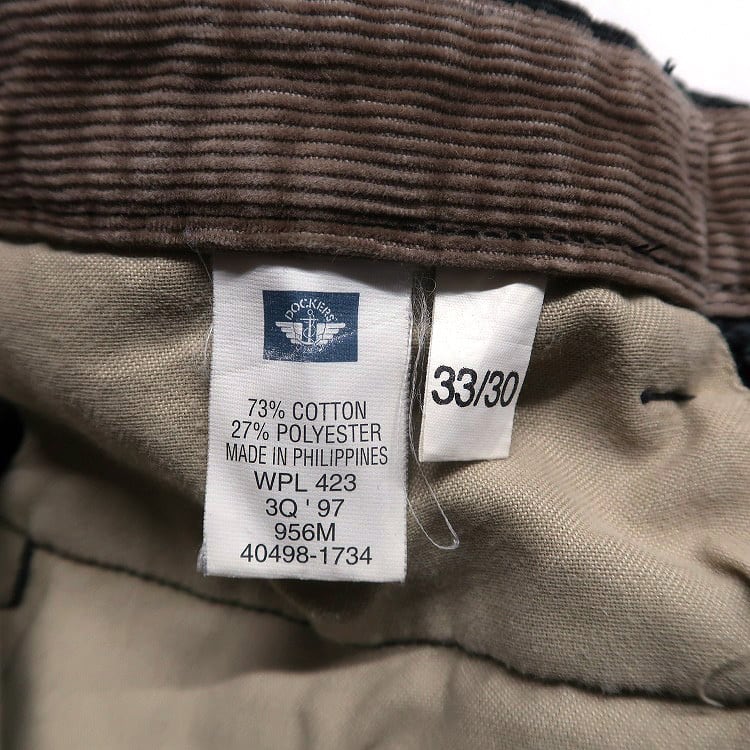 DOCKERS
73% COTTON
27% POLYESTER
MADE IN PHILIPPINES
WPL 423
3Q ' 97
956M
40498-1734
33/30